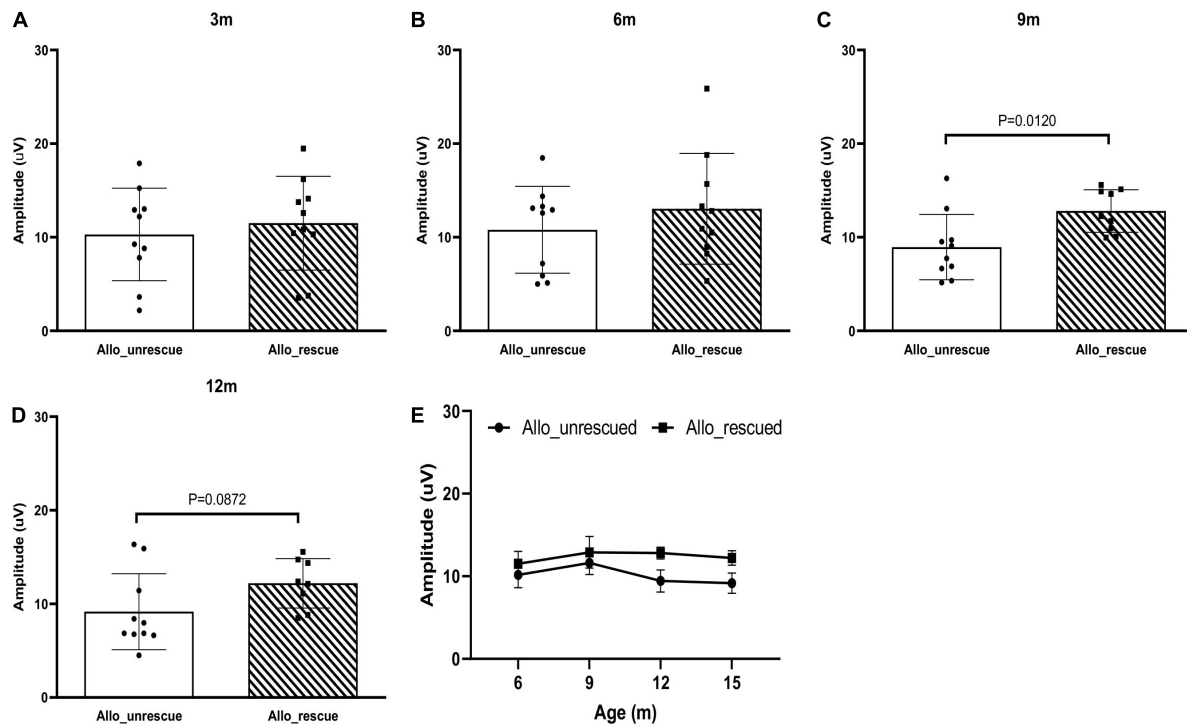 A
3m
30
20
10
0
Amplitude (uV)
Allo_unrescue
Allo_rescue
B
6m
30
20
10
0
Amplitude (uV)
Allo_unrescue
Allo_rescue
C
9m
30
20
10
0
Amplitude (uV)
P=0.0120
Allo_unrescue
Allo_rescue
D
12m
30
20
10
0
Amplitude (uV)
P=0.0872
Allo_unrescue
Allo_rescue
E
30
20
10
0
Amplitude (uV)
Allo_unrescued
Allo_rescued
6 9 12 15
Age (m)